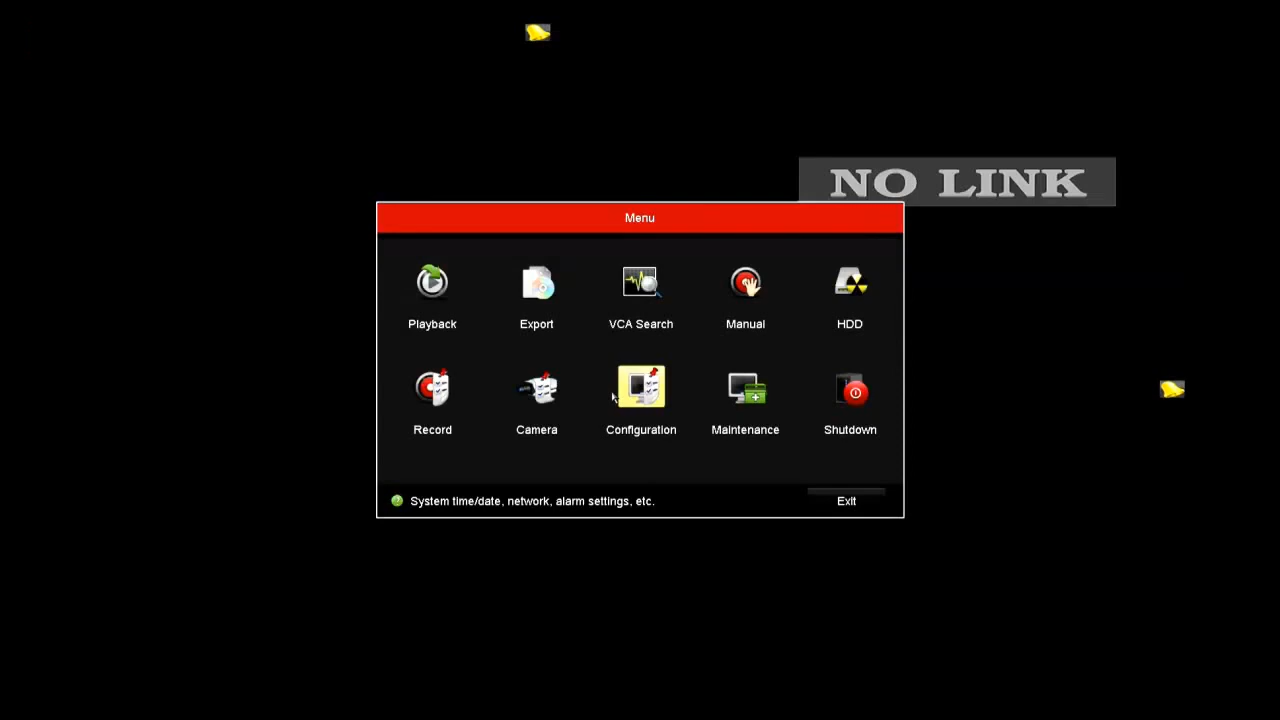 NO LINK
Menu
Playback Export VCA Search Manual HDD
Record Camera Configuration Maintenance Shutdown
System time/date, network, alarm settings, etc. Exit